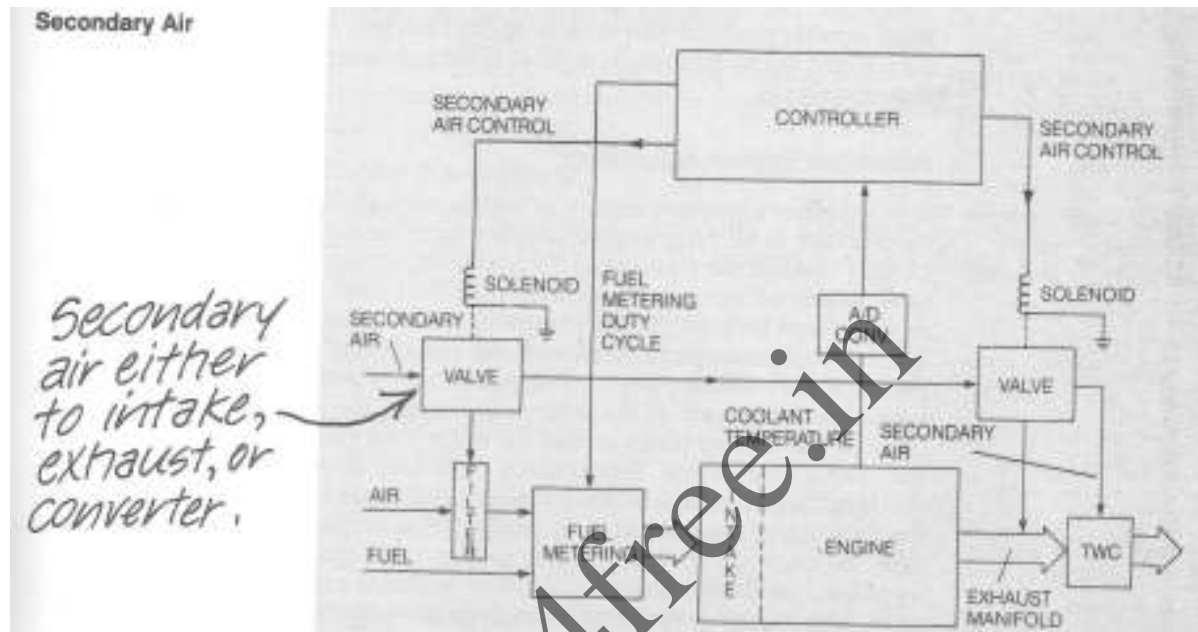 Secondary Air
CONTROLLER
SECONDARY
AIR CONTROL
SECONDARY
AIR CONTROL
SOLENOID
FUEL
METERING
DUTY
CYCLE
A/D
CONV.
SOLENOID
Secondary
air either
to intake,
exhaust, or
converter.
SECONDARY
AIR
VALVE
VALVE
COOLANT
TEMPERATURE
SECONDARY
AIR
AIR
FILTER
FUEL
FUEL
METERING
INTAKE
ENGINE
TWC
EXHAUST
MANIFOLD
4free.in